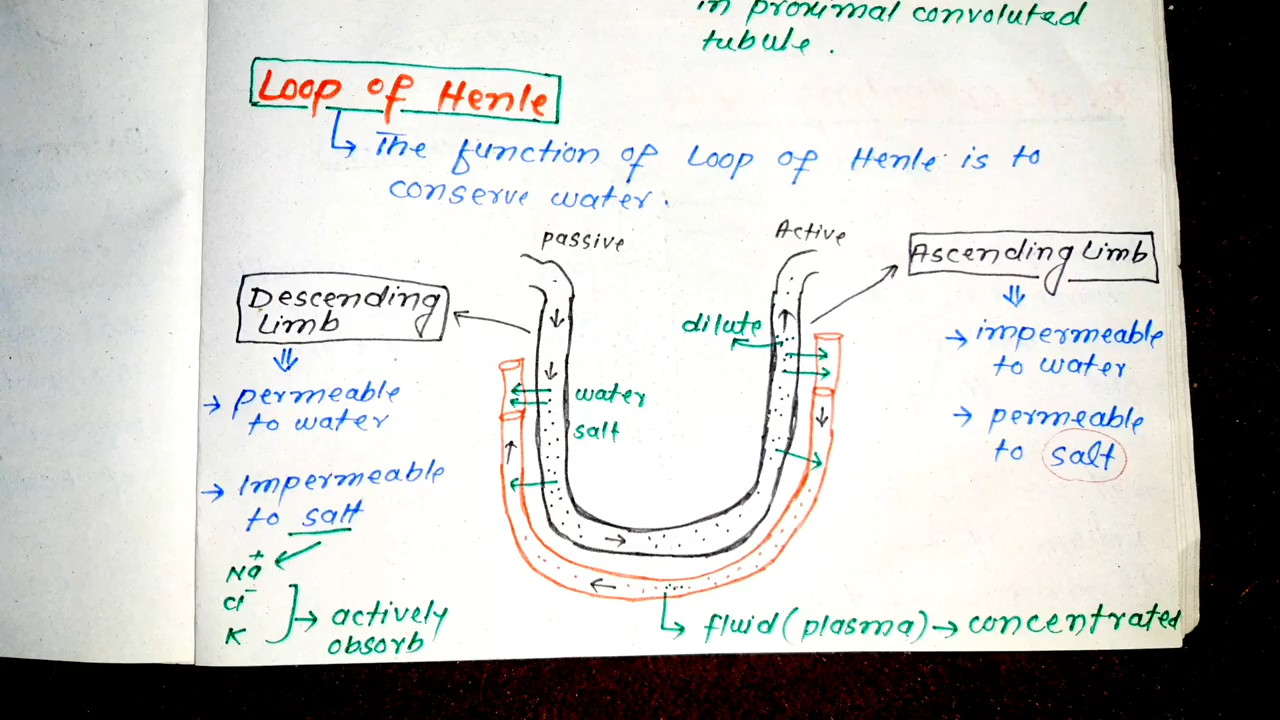 in proximal convoluted
tubule.
Loop of Henle
The function of Loop of Henle is to
conserve water.
passive
Active
Ascending Limb
Descending
Limb
dilute
impermeable
to water
permeable
to water
water
salt
permeable
to salt
Impermeable
to salt
Na+
Cl-
K
actively
absorb
fluid (plasma) → concentrated